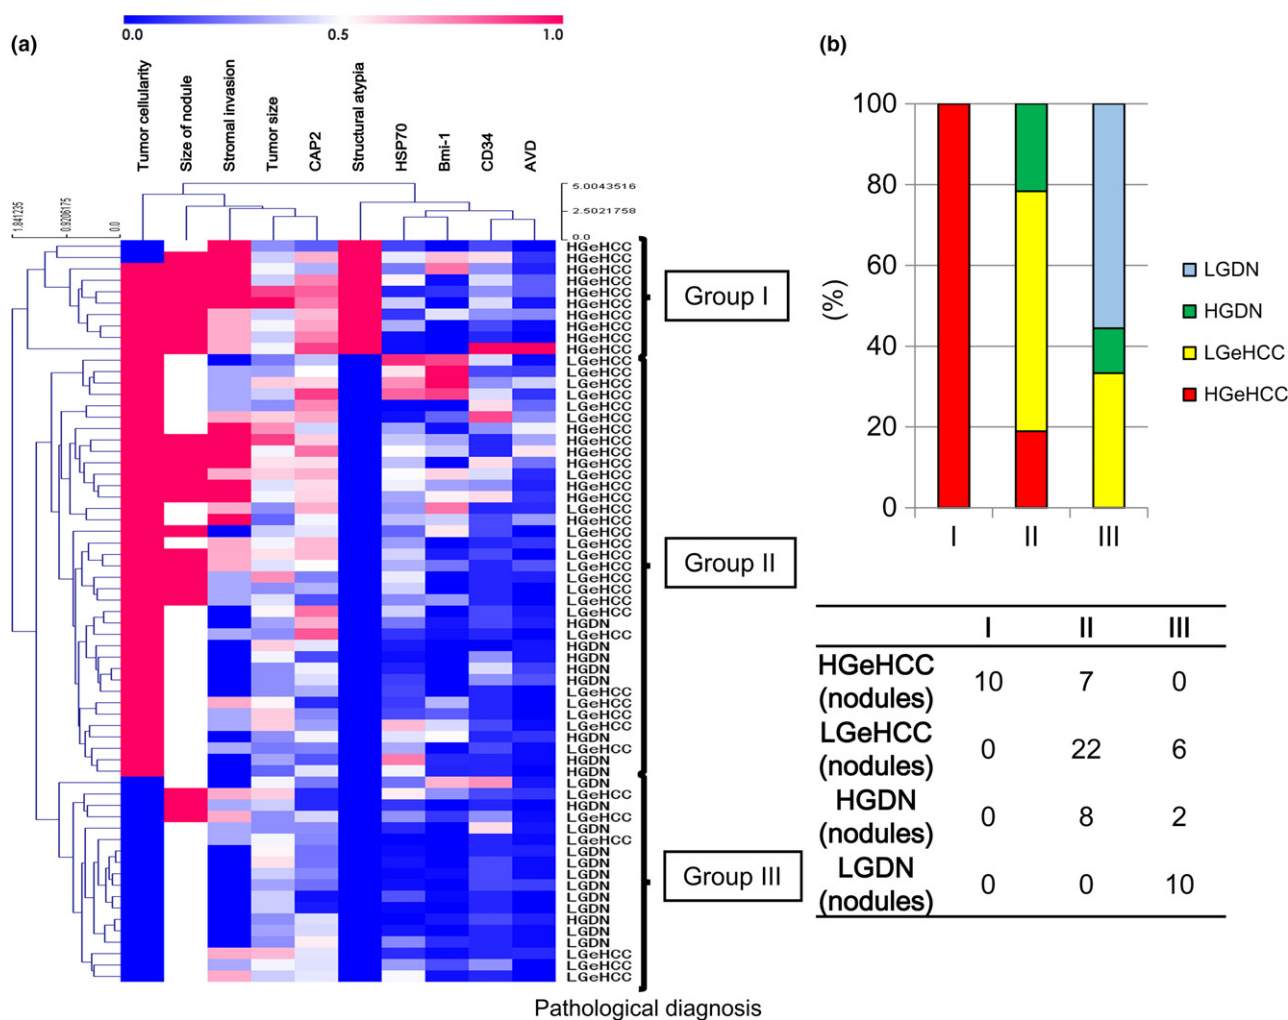 (a)
0.0 0.5 1.0
Tumor cellularity
Size of nodule
Stromal invasion
Tumor size
CAP2
Structural atypia
HSP70
Bmi-1
CD34
AVD
1.841235
0.9206175
0.0
5.0043516
2.5021758
0.0
HGeHCC
HGeHCC
HGeHCC
HGeHCC
HGeHCC
HGeHCC
HGeHCC
HGeHCC
HGeHCC
HGeHCC
LGeHCC
LGeHCC
LGeHCC
LGeHCC
LGeHCC
LGeHCC
HGeHCC
HGeHCC
HGeHCC
HGeHCC
LGeHCC
HGeHCC
HGeHCC
LGeHCC
HGeHCC
LGeHCC
LGeHCC
LGeHCC
LGeHCC
LGeHCC
LGeHCC
LGeHCC
LGeHCC
HGDN
LGeHCC
HGDN
HGDN
HGDN
HGDN
LGeHCC
LGeHCC
LGeHCC
LGeHCC
HGDN
LGeHCC
HGDN
HGDN
LGDN
LGeHCC
HGDN
LGeHCC
LGDN
LGeHCC
LGDN
LGDN
LGDN
LGDN
LGDN
LGDN
HGDN
LGDN
LGDN
LGeHCC
LGeHCC
LGeHCC
Group I
Group II
Group III
Pathological diagnosis
(b)
(%)
100
80
60
40
20
0
I II III
LGDN
HGDN
LGeHCC
HGeHCC
I II III
HGeHCC
(nodules) 10 7 0
LGeHCC
(nodules) 0 22 6
HGDN
(nodules) 0 8 2
LGDN
(nodules) 0 0 10